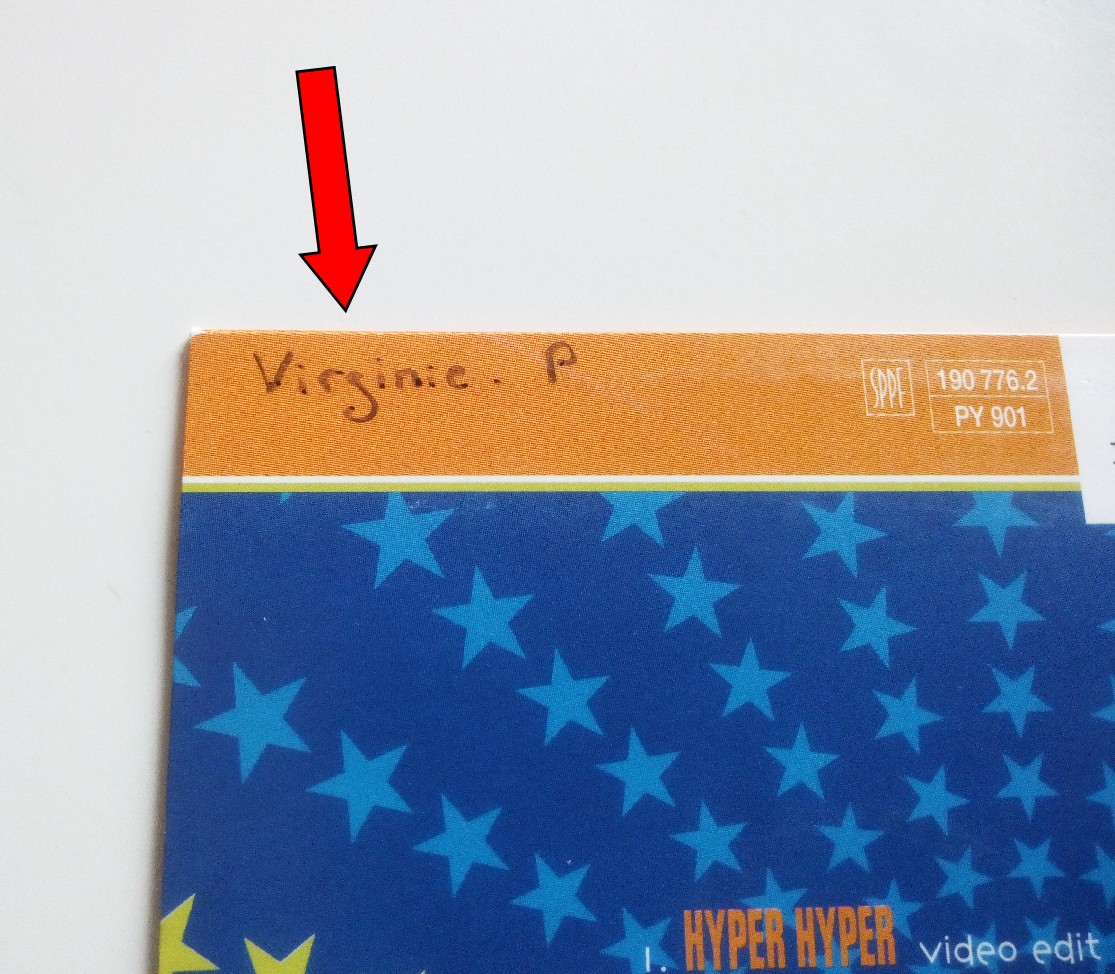 Virginie. P
SPPF
190 776.2
PY 901
1. HYPER HYPER video edit